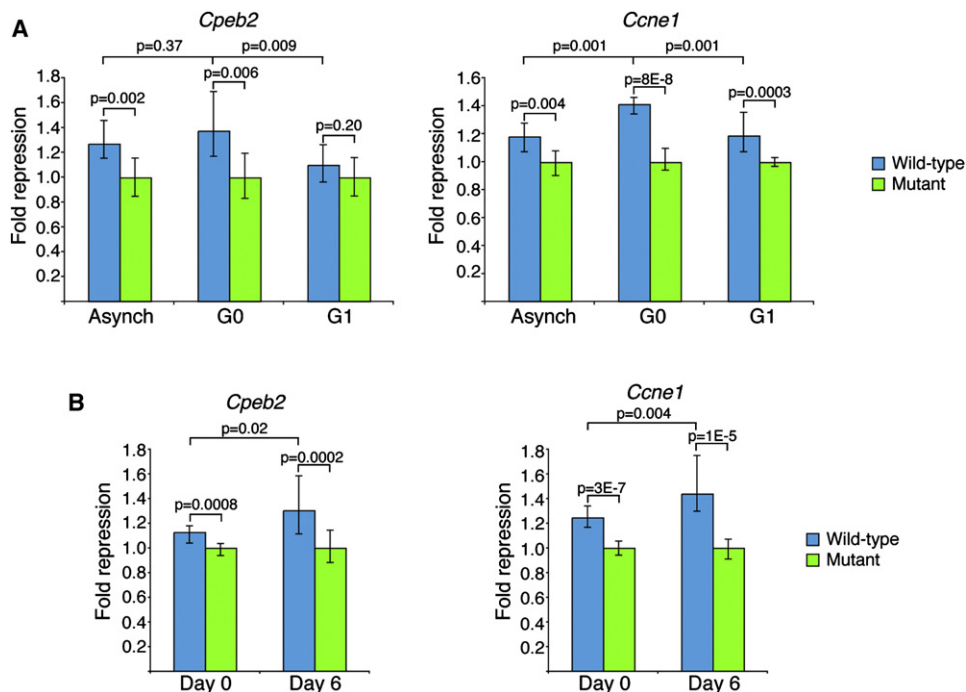 A
Cpeb2
p=0.37
p=0.009
Fold repression
1.8
1.6
1.4
1.2
1.0
0.8
0.6
0.4
0.2
p=0.002
p=0.006
p=0.20
Asynch
G0
G1
Ccne1
p=0.001
p=0.001
Fold repression
1.6
1.4
1.2
1.0
0.8
0.6
0.4
0.2
p=0.004
p=8E-8
p=0.0003
Asynch
G0
G1
Wild-type
Mutant
B
Cpeb2
p=0.02
Fold repression
1.8
1.6
1.4
1.2
1.0
0.8
0.6
0.4
0.2
p=0.0008
p=0.0002
Day 0
Day 6
Ccne1
p=0.004
Fold repression
1.8
1.6
1.4
1.2
1.0
0.8
0.6
0.4
0.2
p=3E-7
p=1E-5
Day 0
Day 6
Wild-type
Mutant